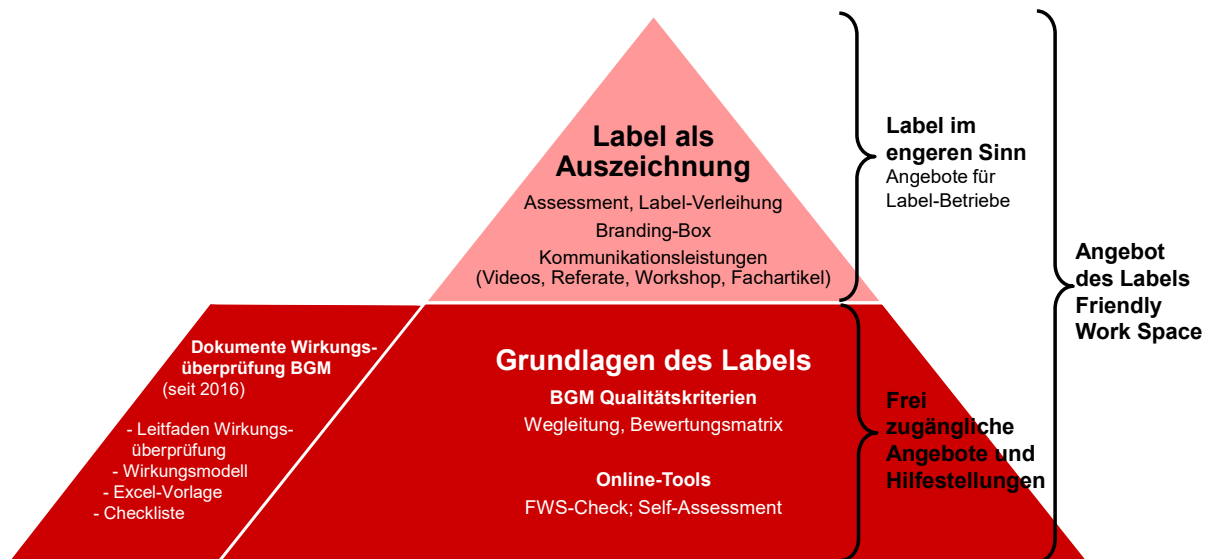 Label als
Auszeichnung
Assessment, Label-Verleihung
Branding-Box
Kommunikationsleistungen
(Videos, Referate, Workshop, Fachartikel)
Label im
engeren Sinn
Angebote für
Label-Betriebe
Angebot
des Labels
Friendly
Work Space
Dokumente Wirkungs-
überprüfung BGM
(seit 2016)
- Leitfaden Wirkungs-
überprüfung
- Wirkungsmodell
- Excel-Vorlage
- Checkliste
Grundlagen des Labels
BGM Qualitätskriterien
Wegleitung, Bewertungsmatrix
Online-Tools
FWS-Check; Self-Assessment
Frei
zugängliche
Angebote und
Hilfestellungen